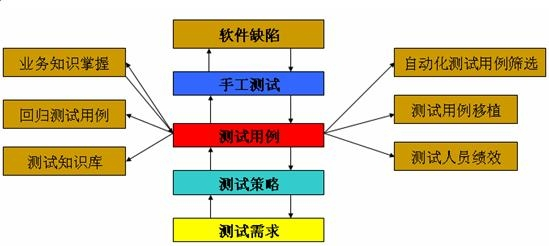 软件缺陷
业务知识掌握
手工测试
自动化测试用例筛选
回归测试用例
测试用例
测试用例移植
测试知识库
测试策略
测试人员绩效
测试需求